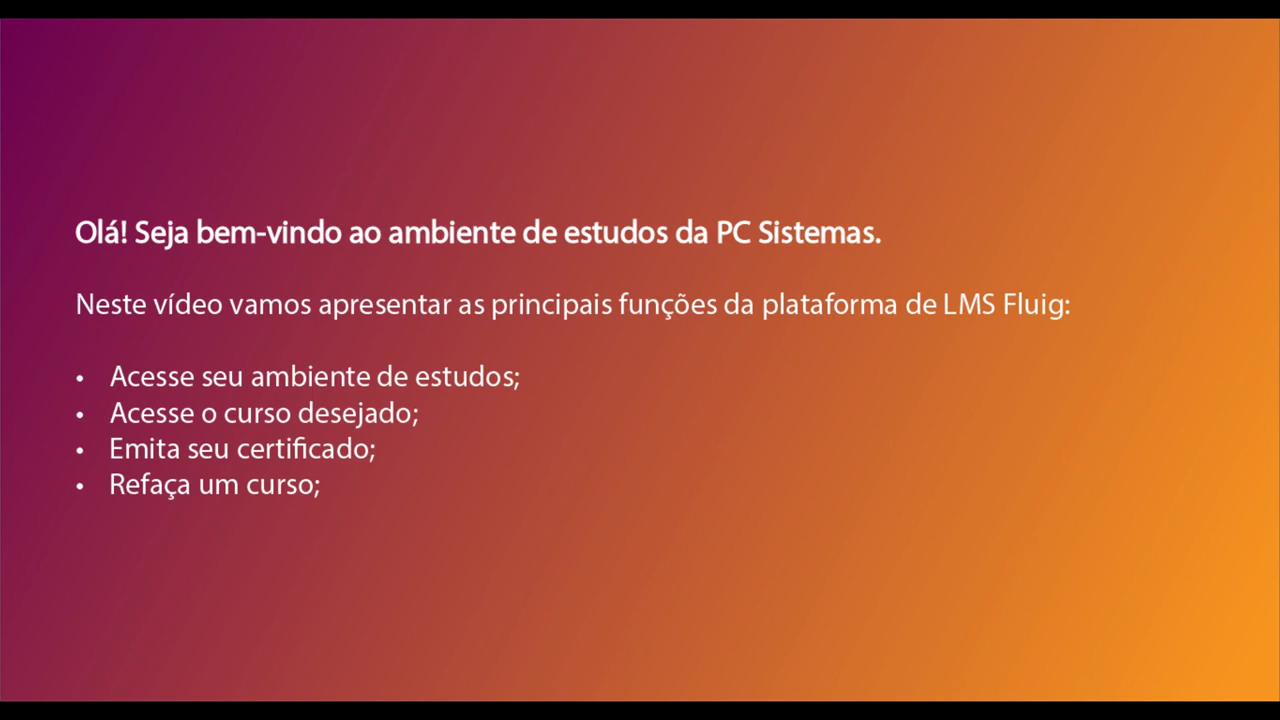 Olá! Seja bem-vindo ao ambiente de estudos da PC Sistemas.
Neste vídeo vamos apresentar as principais funções da plataforma de LMS Fluig:
• Acesse seu ambiente de estudos;
• Acesse o curso desejado;
• Emita seu certificado;
• Refaça um curso;